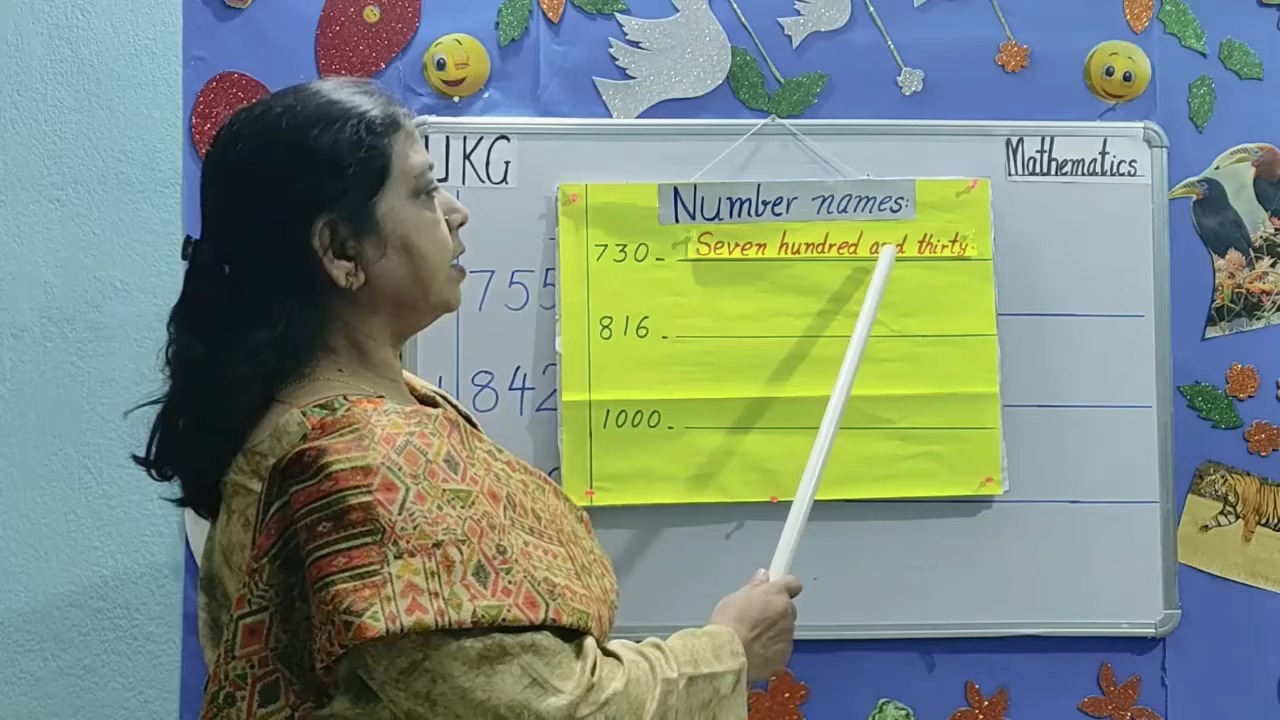 UKG
Mathematics
Number names:
730- Seven hundred and thirty
755
816 -
842
1000-